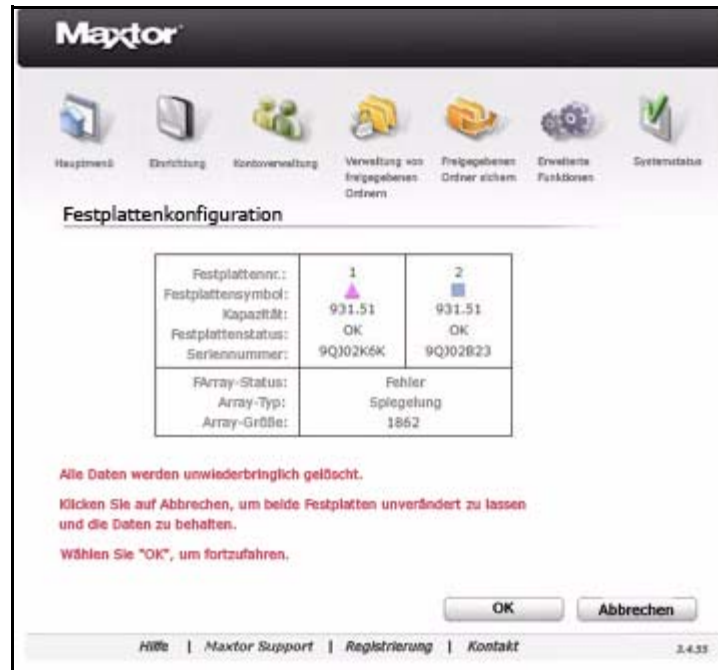 Maxtor
Hauptmenü
Einrichtung
Kontoverwaltung
Verwaltung von
freigegebenen
Ordnern
Freigegebenen
Ordner sichern
Erweiterte
Funktionen
Systemstatus
Festplattenkonfiguration
Festplattennr.: 1 2
Festplattensymbol:
Kapazität: 931.51 931.51
Festplattenstatus: OK OK
Seriennummer: 9QJ02K6K 9QJ02B23
FArray-Status: Fehler
Array-Typ: Spiegelung
Array-Größe: 1862
Alle Daten werden unwiederbringlich gelöscht.
Klicken Sie auf Abbrechen, um beide Festplatten unverändert zu lassen
und die Daten zu behalten.
Wählen Sie "OK", um fortzufahren.
OK Abbrechen
Hilfe | Maxtor Support | Registrierung | Kontakt